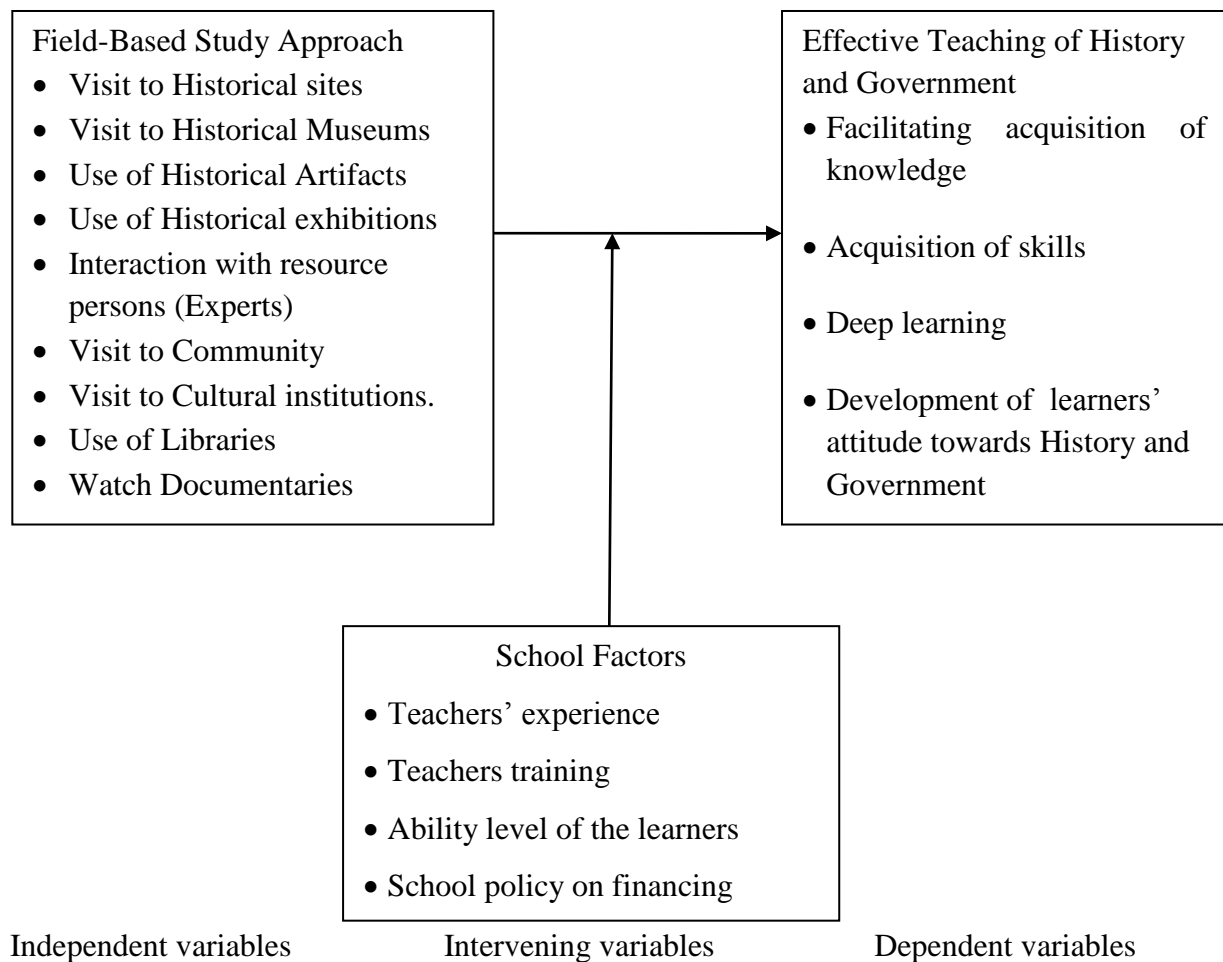 Field-Based Study Approach
• Visit to Historical sites
• Visit to Historical Museums
• Use of Historical Artifacts
• Use of Historical exhibitions
• Interaction with resource
persons (Experts)
• Visit to Community
• Visit to Cultural institutions.
• Use of Libraries
• Watch Documentaries
Effective Teaching of History
and Government
• Facilitating acquisition of
knowledge
• Acquisition of skills
• Deep learning
• Development of learners’
attitude towards History and
Government
School Factors
• Teachers’ experience
• Teachers training
• Ability level of the learners
• School policy on financing
Independent variables
Intervening variables
Dependent variables